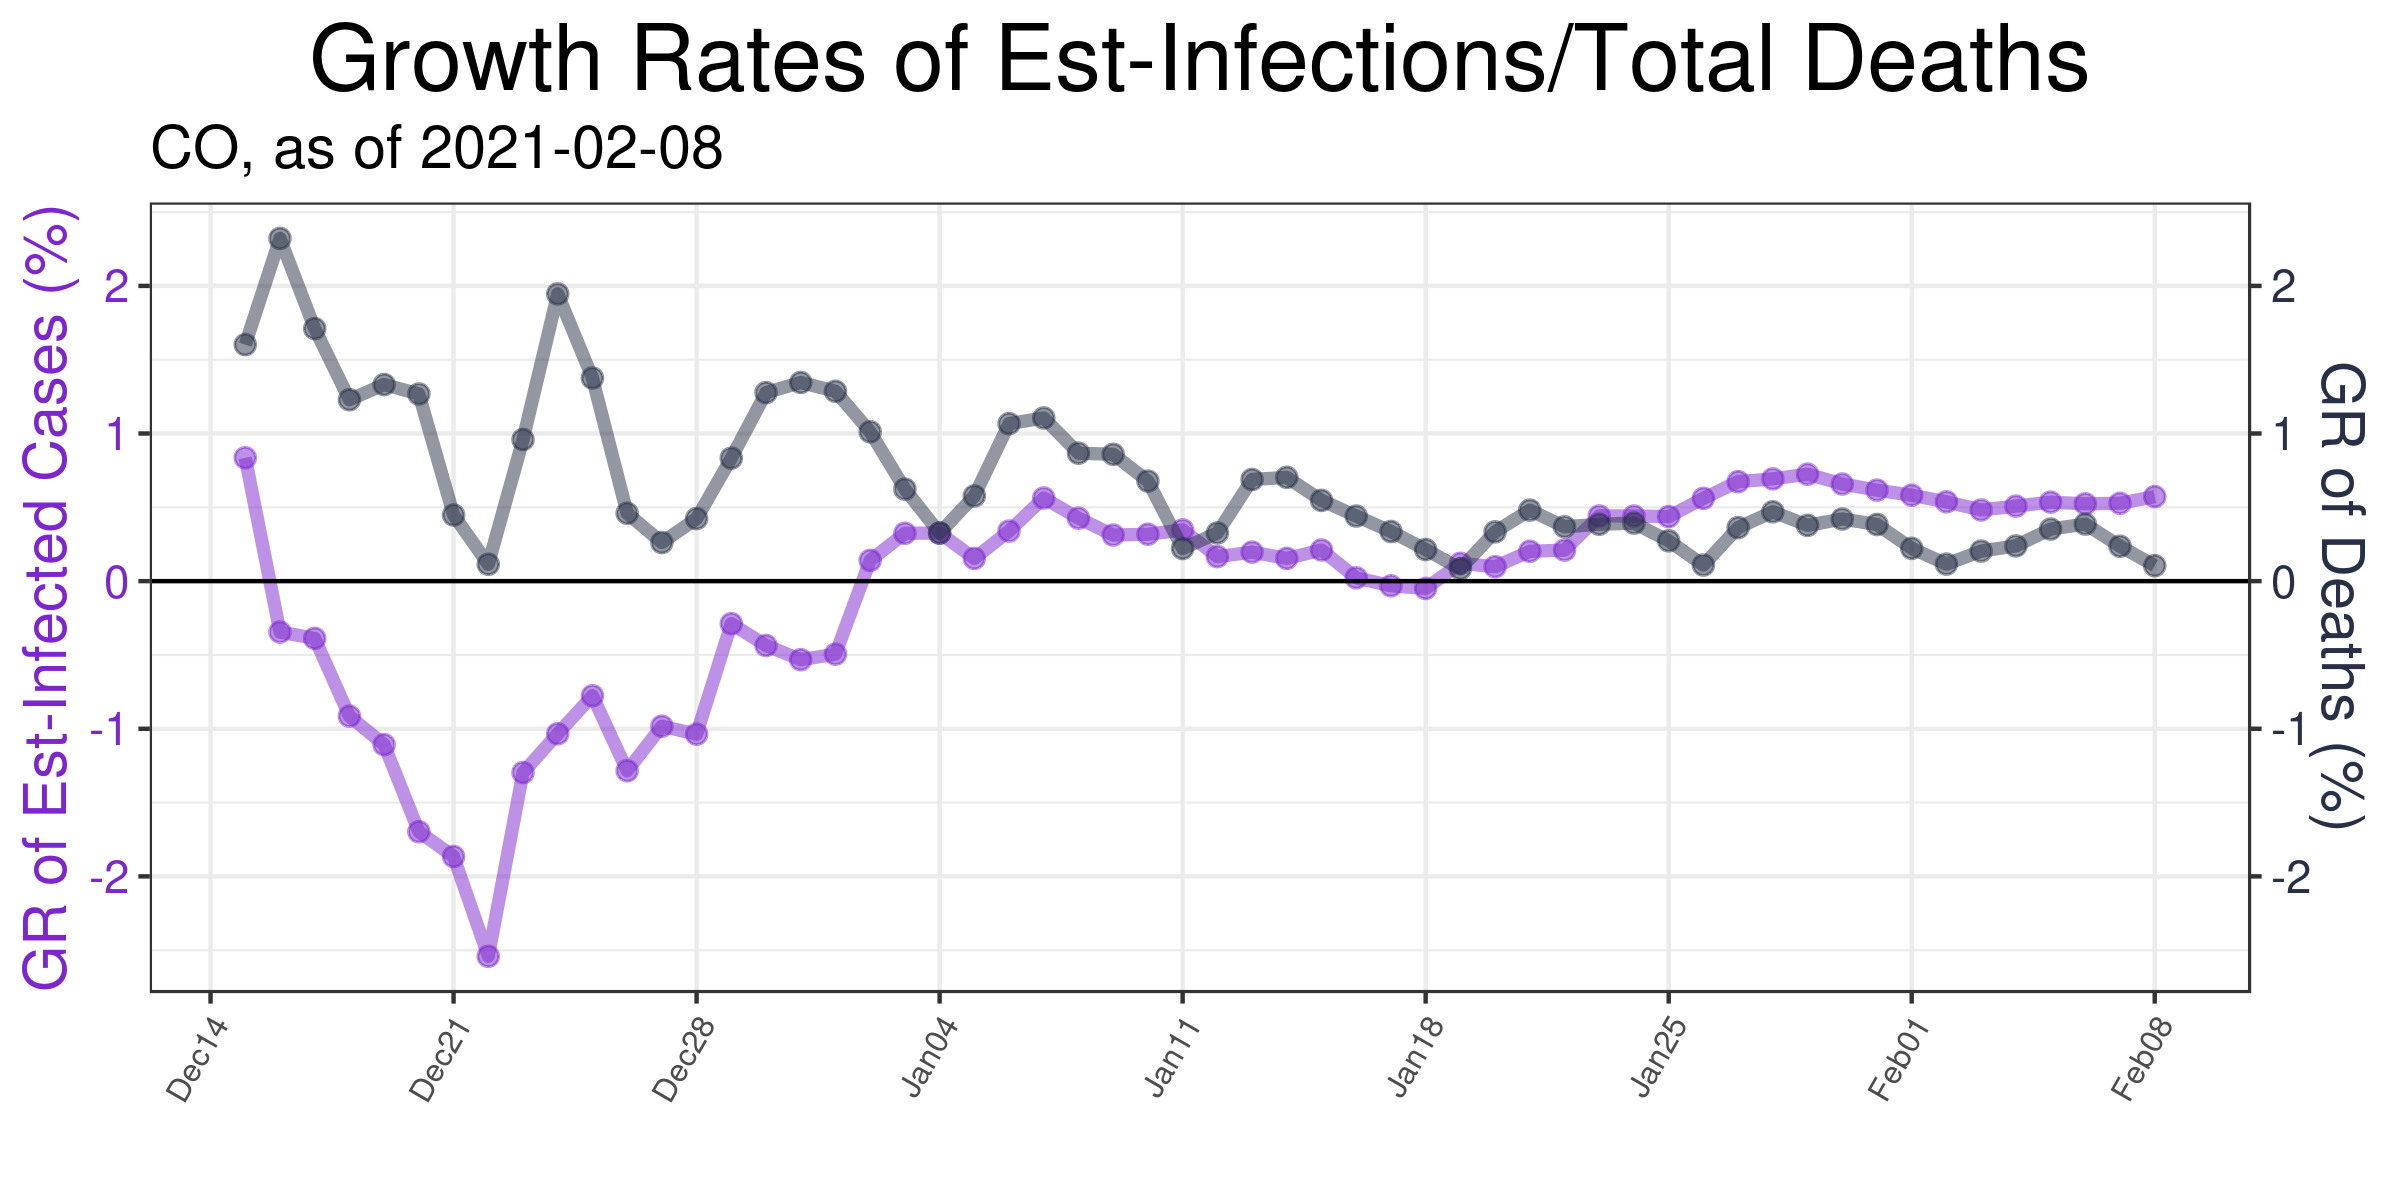 Growth Rates of Est-Infections/Total Deaths
CO, as of 2021-02-08
GR of Est-Infected Cases (%)
2
1
0
-1
-2
2
1
0
-1
-2
GR of Deaths (%)
Dec14
Dec21
Dec28
Jan04
Jan11
Jan18
Jan25
Feb01
Feb08